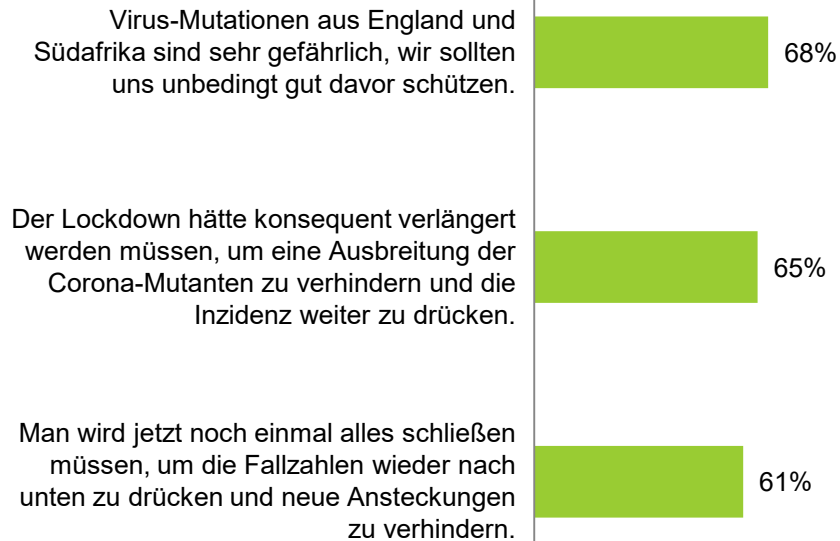 Virus-Mutationen aus England und
Südafrika sind sehr gefährlich, wir sollten
uns unbedingt gut davor schützen.
68%
Der Lockdown hätte konsequent verlängert
werden müssen, um eine Ausbreitung der
Corona-Mutanten zu verhindern und die
Inzidenz weiter zu drücken.
65%
Man wird jetzt noch einmal alles schließen
müssen, um die Fallzahlen wieder nach
unten zu drücken und neue Ansteckungen
zu verhindern.
61%